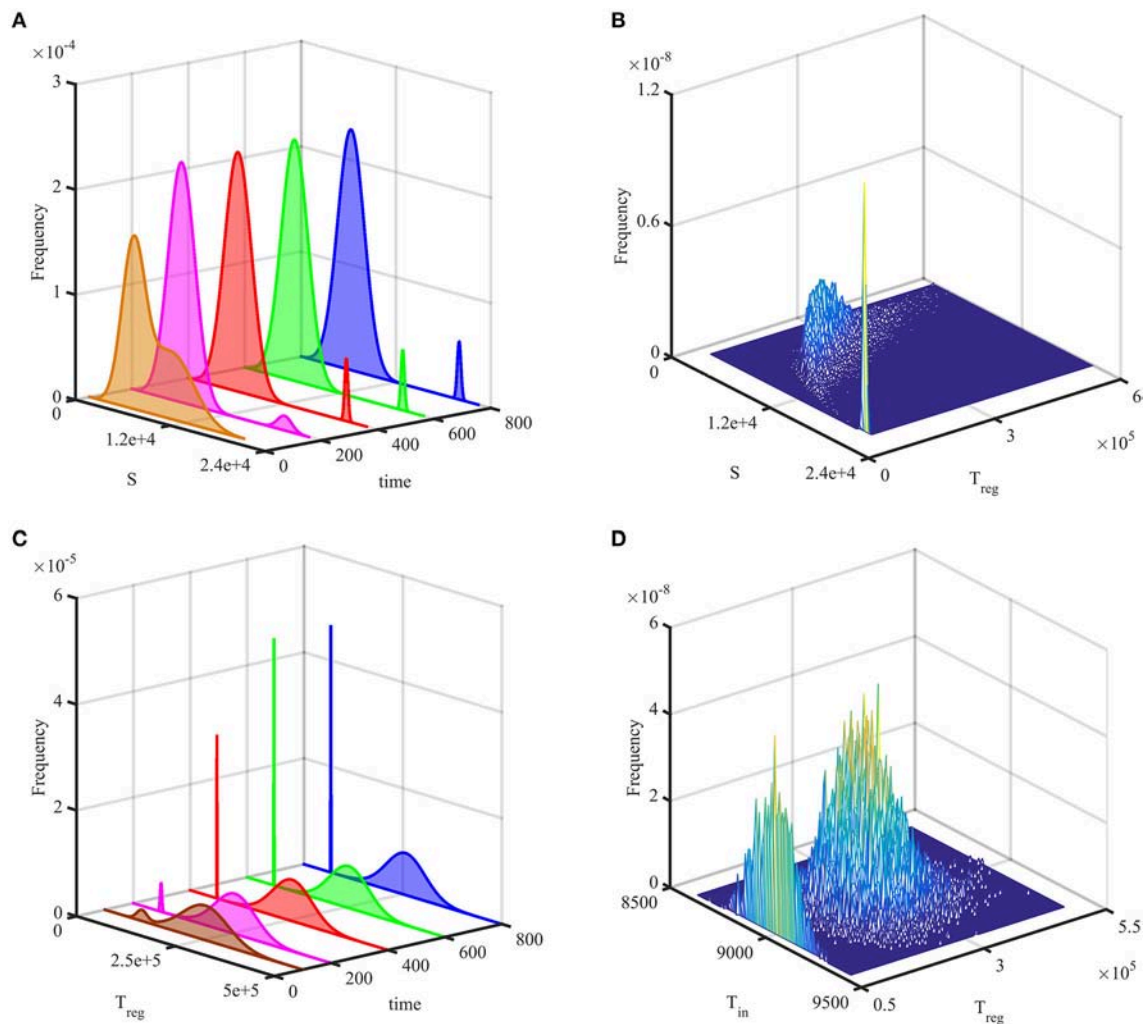 A
×10⁻⁴
3
2
1
0
Frequency
0
1.2e+4
2.4e+4
S
0
200
400
600
800
time
B
×10⁻⁸
1.2
0.6
0
Frequency
0
1.2e+4
2.4e+4
S
0
3
6
×10⁵
T_reg
C
×10⁻⁵
6
4
2
0
Frequency
0
2.5e+5
5e+5
T_reg
0
200
400
600
800
time
D
×10⁻⁸
6
4
2
0
Frequency
8500
9000
9500
T_in
0.5
3
5.5
×10⁵
T_reg